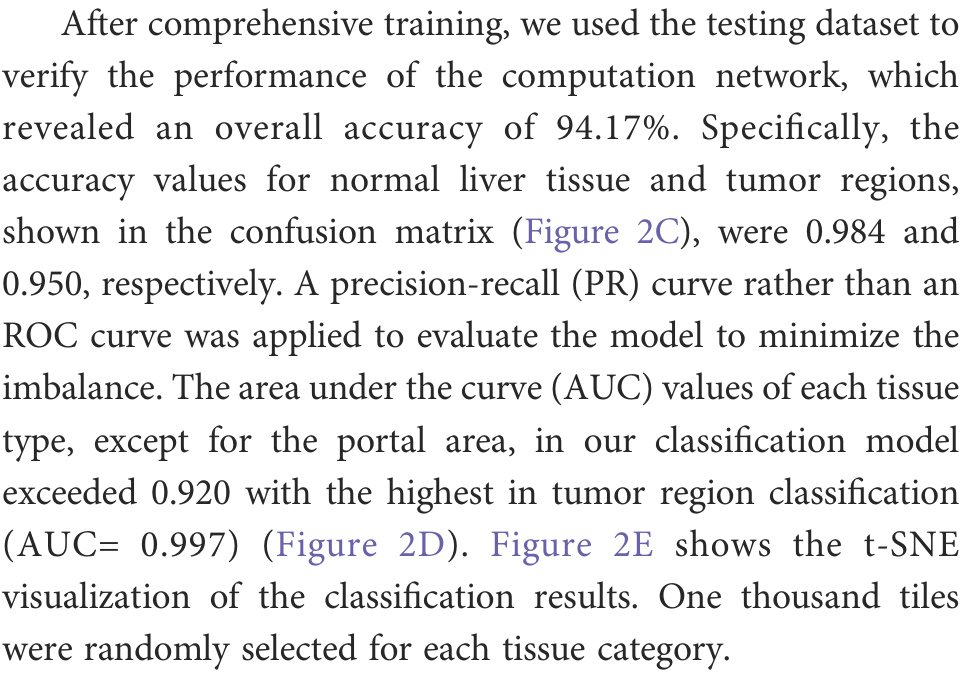 After comprehensive training, we used the testing dataset to
verify the performance of the computation network, which
revealed an overall accuracy of 94.17%. Specifically, the
accuracy values for normal liver tissue and tumor regions,
shown in the confusion matrix (Figure 2C), were 0.984 and
0.950, respectively. A precision-recall (PR) curve rather than an
ROC curve was applied to evaluate the model to minimize the
imbalance. The area under the curve (AUC) values of each tissue
type, except for the portal area, in our classification model
exceeded 0.920 with the highest in tumor region classification
(AUC= 0.997) (Figure 2D). Figure 2E shows the t-SNE
visualization of the classification results. One thousand tiles
were randomly selected for each tissue category.